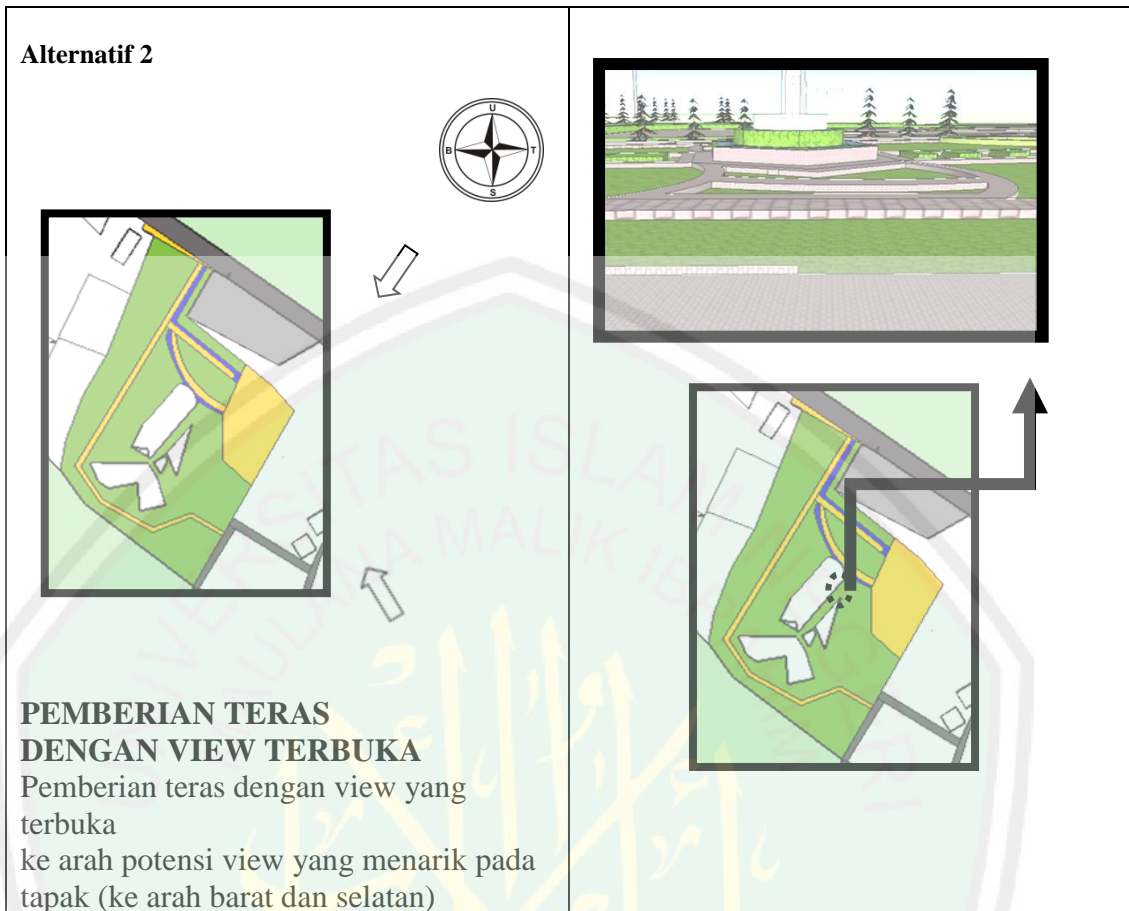 Alternatif 2
U
B
T
S
PEMBERIAN TERAS
DENGAN VIEW TERBUKA
Pemberian teras dengan view yang
terbuka
ke arah potensi view yang menarik pada
tapak (ke arah barat dan selatan)